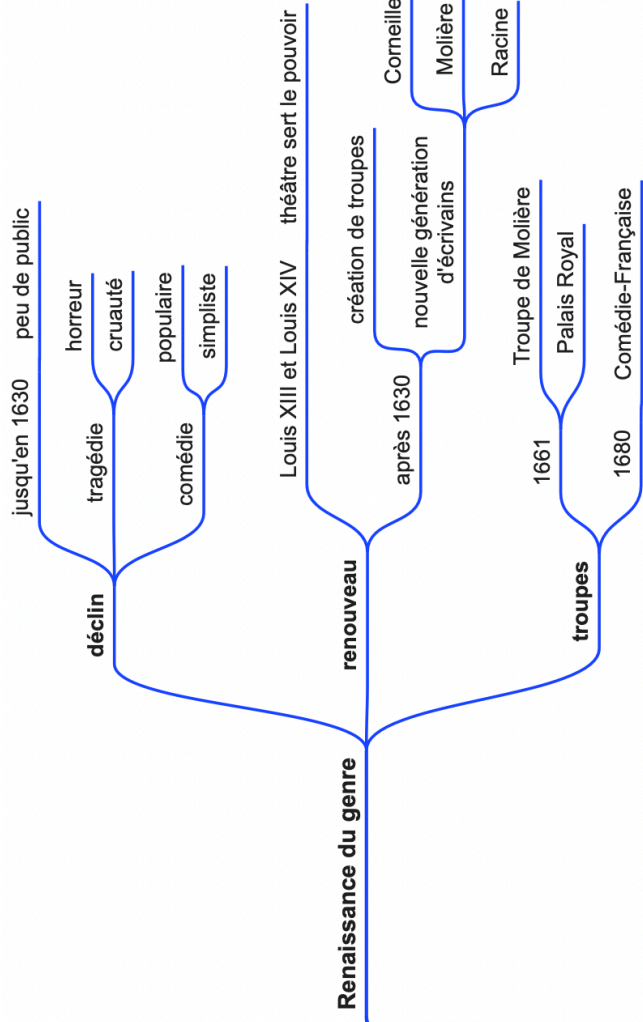 Renaissance du genre
déclin
jusqu'en 1630 peu de public
tragédie
horreur
cruauté
comédie
populaire
simpliste
renouveau
Louis XIII et Louis XIV théâtre sert le pouvoir
après 1630
création de troupes
nouvelle génération
d'écrivains
Corneille
Molière
Racine
troupes
1661
Troupe de Molière
Palais Royal
1680
Comédie-Française